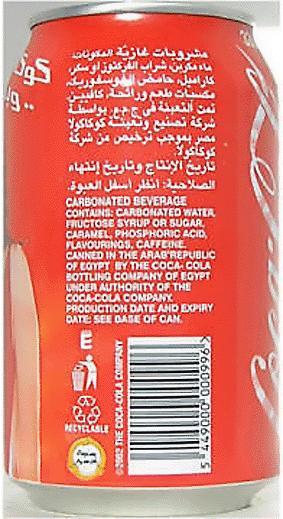 كوكا
مشروبات غازية المكونات:
ماء مكربن، شراب الفركتوز او سكر،
كراميل، حامض الفوسفوريك،
مكسبات طعم ورائحة، كافيين
تمت التعبئة في ج.م.ع. بواسطة
شركة تصنيع وتعبئة كوكاكولا
مصر بموجب ترخيص من شركة
كوكاكولا
تاريخ الإنتاج وتاريخ إنتهاء
الصلاحية: انظر اسفل العبوة.
CARBONATED BEVERAGE
CONTAINS: CARBONATED WATER,
FRUCTOSE SYRUP OR SUGAR,
CARAMEL, PHOSPHORIC ACID,
FLAVOURINGS, CAFFEINE.
CANNED IN THE ARAB REPUBLIC
OF EGYPT BY THE COCA- COLA
BOTTLING COMPANY OF EGYPT
UNDER AUTHORITY OF THE
COCA-COLA COMPANY.
PRODUCTION DATE AND EXPIRY
DATE: SEE BASE OF CAN.
E
RECYCLABLE
©2002 THE COCA-COLA COMPANY
5 449000 000996
Coca